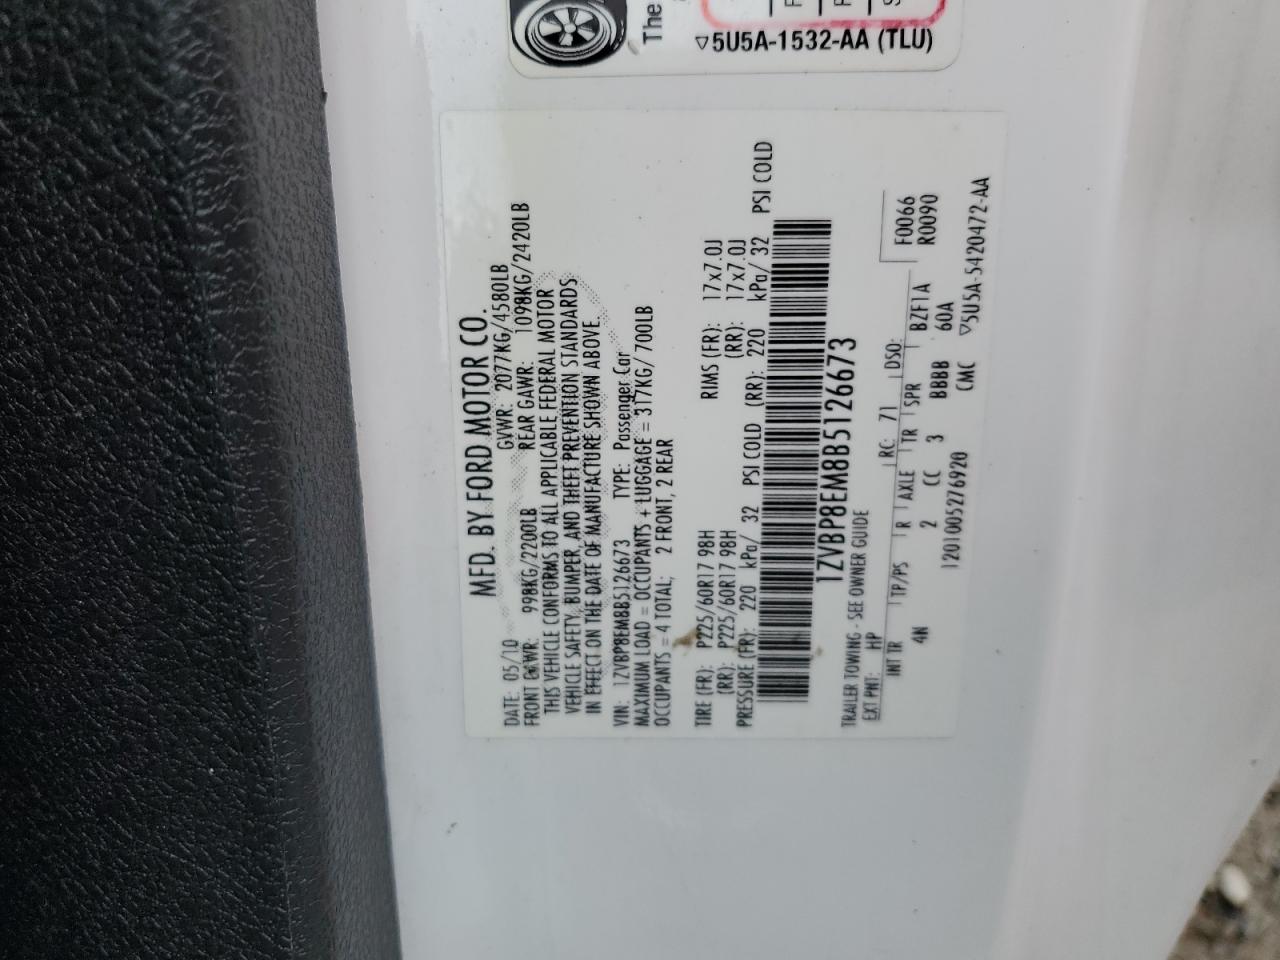 The
▽5U5A-1532-AA (TLU)
MFD. BY FORD MOTOR CO.
DATE: 05/10 GVWR: 2077KG/4580LB
FRONT GAWR: 998KG/2200LB REAR GAWR: 1098KG/2420LB
THIS VEHICLE CONFORMS TO ALL APPLICABLE FEDERAL MOTOR
VEHICLE SAFETY, BUMPER, AND THEFT PREVENTION STANDARDS
IN EFFECT ON THE DATE OF MANUFACTURE SHOWN ABOVE.
VIN: 1ZVBP8EM8B5126673 TYPE: Passenger Car
MAXIMUM LOAD = OCCUPANTS + LUGGAGE = 317KG/ 700LB
OCCUPANTS = 4 TOTAL; 2 FRONT, 2 REAR
TIRE (FR): P225/60R17 98H RIMS (FR): 17x7.0J
(RR): P225/60R17 98H (RR): 17x7.0J
PRESSURE (FR): 220 kPa/ 32 PSI COLD (RR): 220 kPa/ 32 PSI COLD
1ZVBP8EM8B5126673
TRAILER TOWING - SEE OWNER GUIDE
EXT PNT: HP RC: 71 DSO: F0066
R0090
INT TR TP/PS R AXLE TR SPR BZF1A
4N 2 CC 3 BBBB 60A
1201005276920 CMC ▽5U5A-5420472-AA